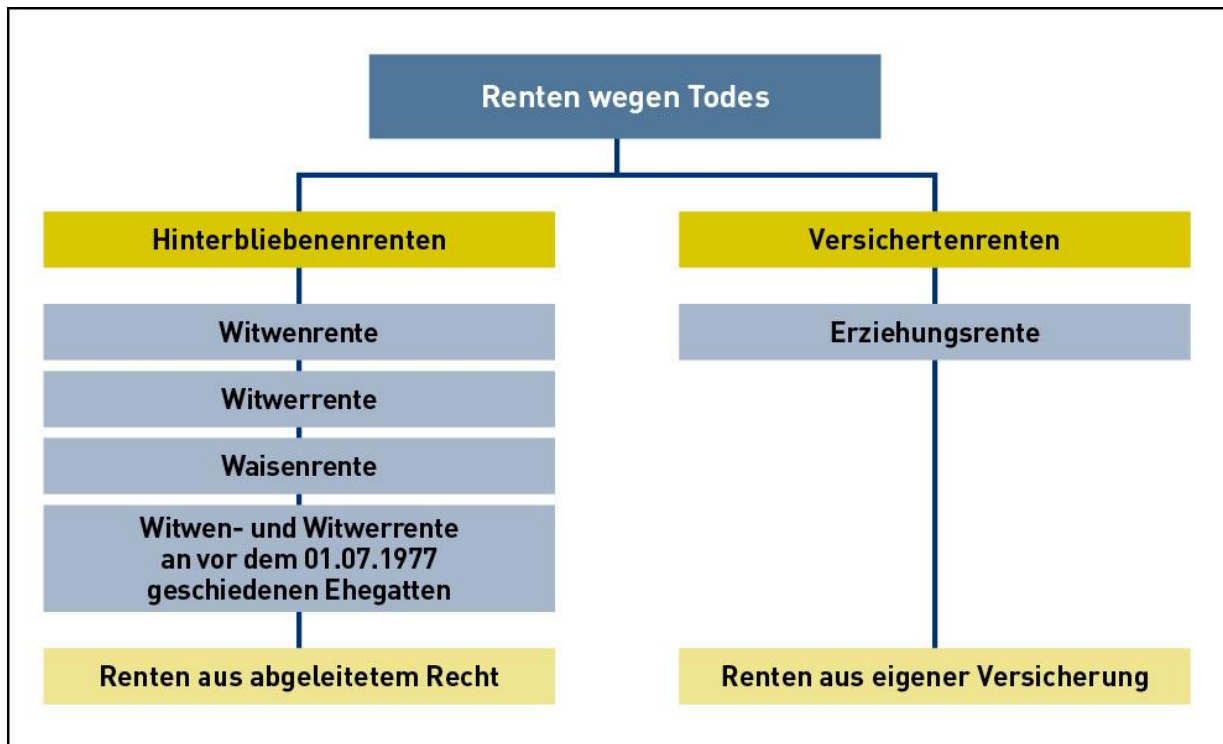 Renten wegen Todes
Hinterbliebenenrenten
Witwenrente
Witwerrente
Waisenrente
Witwen- und Witwerrente
an vor dem 01.07.1977
geschiedenen Ehegatten
Renten aus abgeleitetem Recht
Versichertenrenten
Erziehungsrente
Renten aus eigener Versicherung